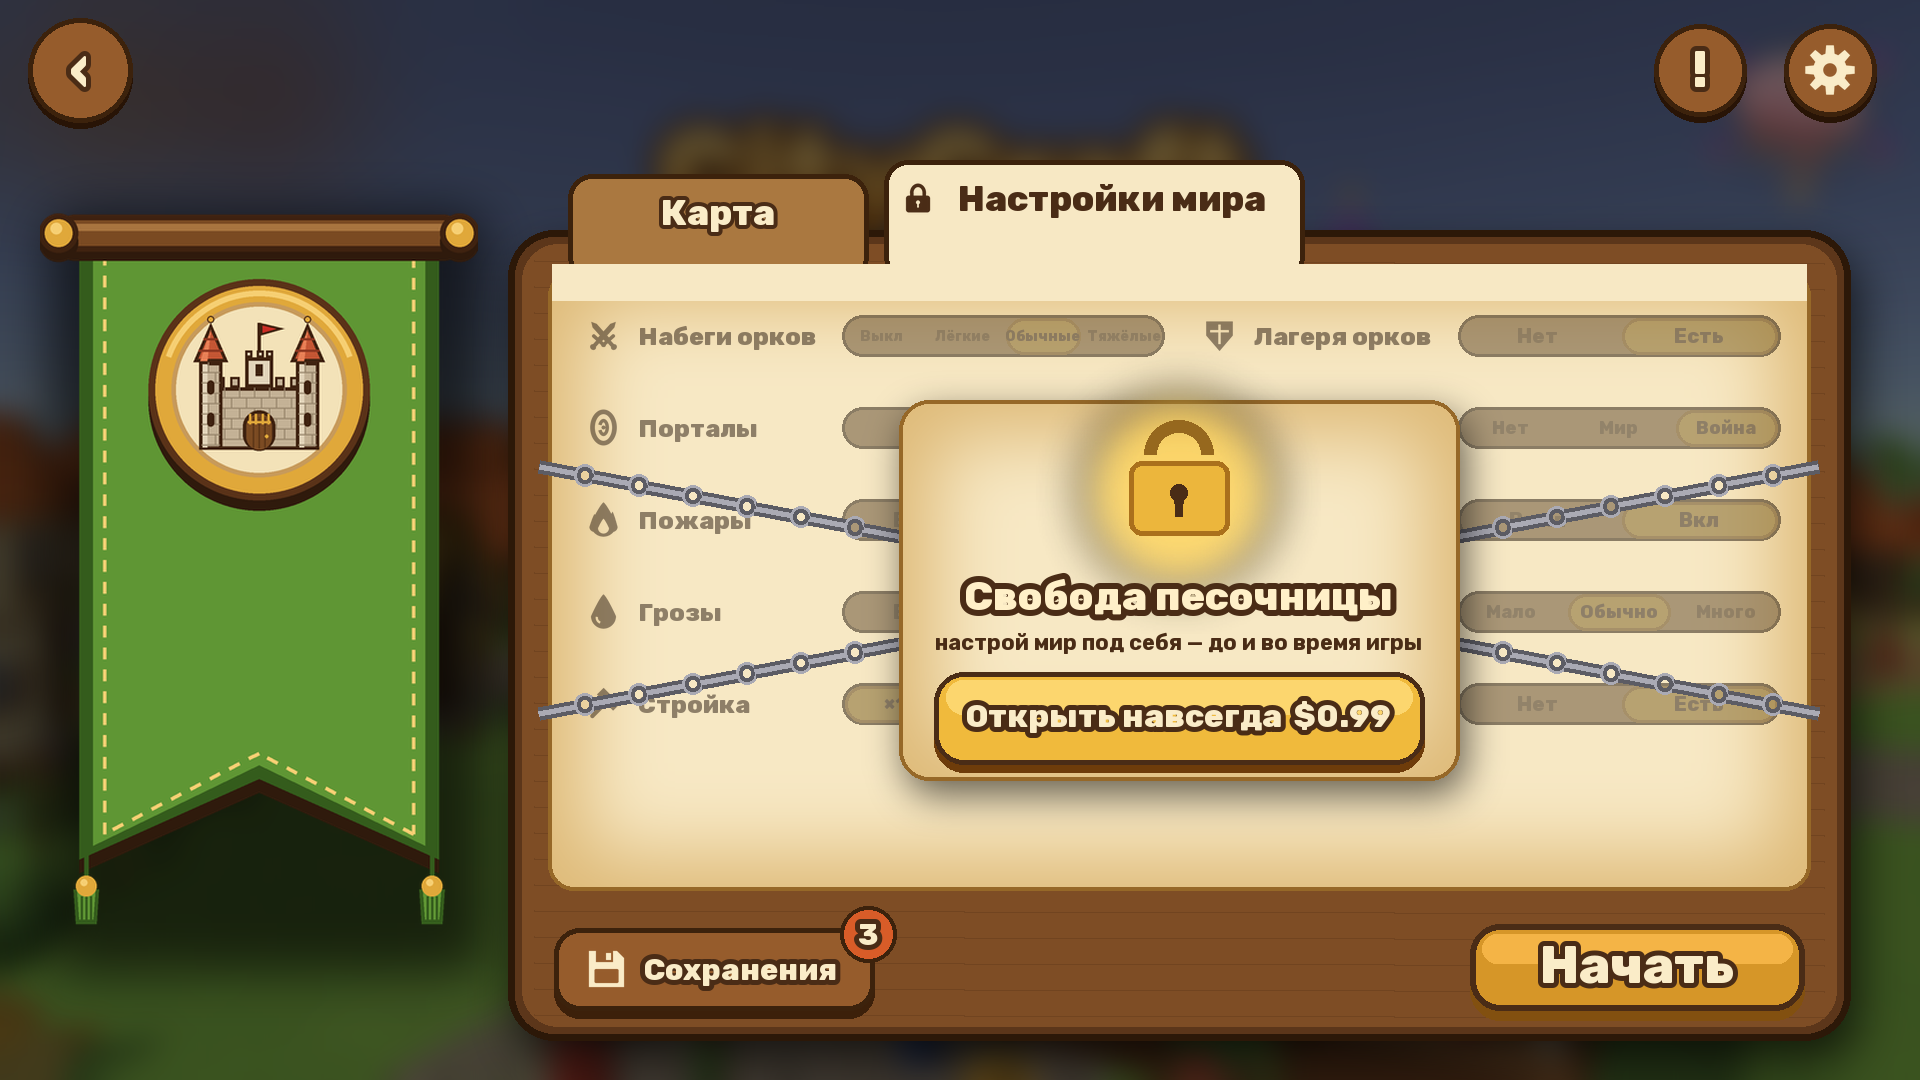 Карта
Настройки мира
Набеги орков
Выкл Лёгкие Обычные Тяжёлые
Лагеря орков
Нет Есть
Порталы
Нет Мир Война
Пожары
Вкл
Грозы
Мало Обычно Много
Стройка
Нет Есть
Свобода песочницы
настрой мир под себя — до и во время игры
Открыть навсегда $0.99
Сохранения
3
Начать